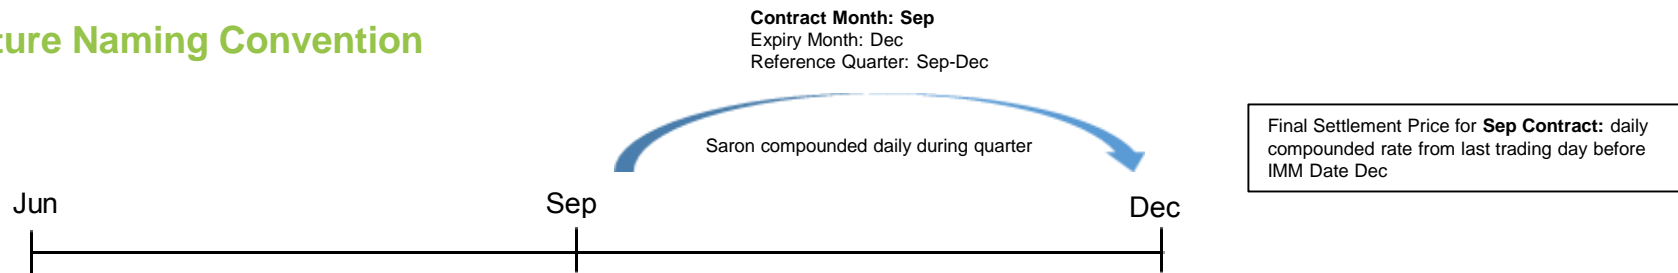 ture Naming Convention
Contract Month: Sep
Expiry Month: Dec
Reference Quarter: Sep-Dec
Saron compounded daily during quarter
Final Settlement Price for Sep Contract: daily
compounded rate from last trading day before
IMM Date Dec
Jun
Sep
Dec